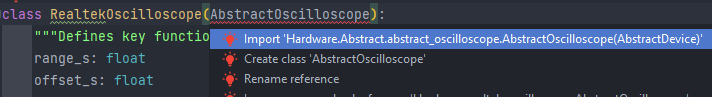 class RealtekOscilloscope(AbstractOscilloscope):
"""Defines key functio
Import 'Hardware.Abstract.abstract_oscilloscope.AbstractOscilloscope(AbstractDevice)'
range_s: float
Create class 'AbstractOscilloscope'
offset_s: float
Rename reference